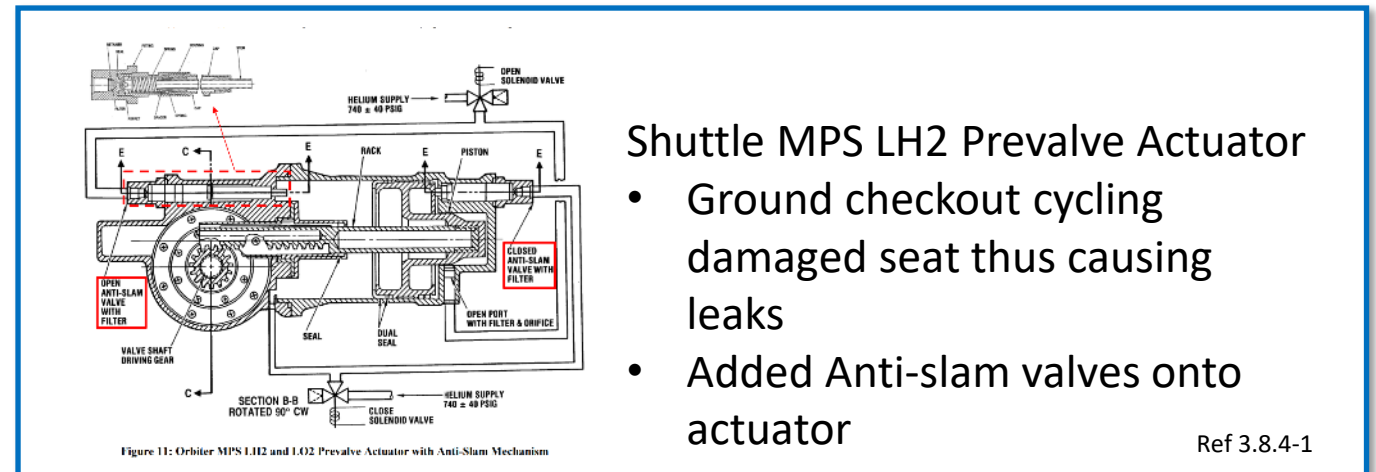 OPEN
SOLENOID VALVE
HELIUM SUPPLY
740 ± 40 PSIG
E
C
E
RACK
PISTON
E
E
OPEN
ANTI-SLAM
VALVE
WITH
FILTER
CLOSED
ANTI-SLAM
VALVE WITH
FILTER
OPEN PORT
WITH FILTER & ORIFICE
SEAL
DUAL
SEAL
VALVE SHAFT
DRIVING GEAR
C
SECTION B-B
ROTATED 90° CW
HELIUM SUPPLY
740 ± 40 PSIG
CLOSE
SOLENOID VALVE
Figure 11: Orbiter MPS LH2 and LO2 Prevalve Actuator with Anti-Slam Mechanism
Shuttle MPS LH2 Prevalve Actuator
• Ground checkout cycling
damaged seat thus causing
leaks
• Added Anti-slam valves onto
actuator
Ref 3.8.4-1